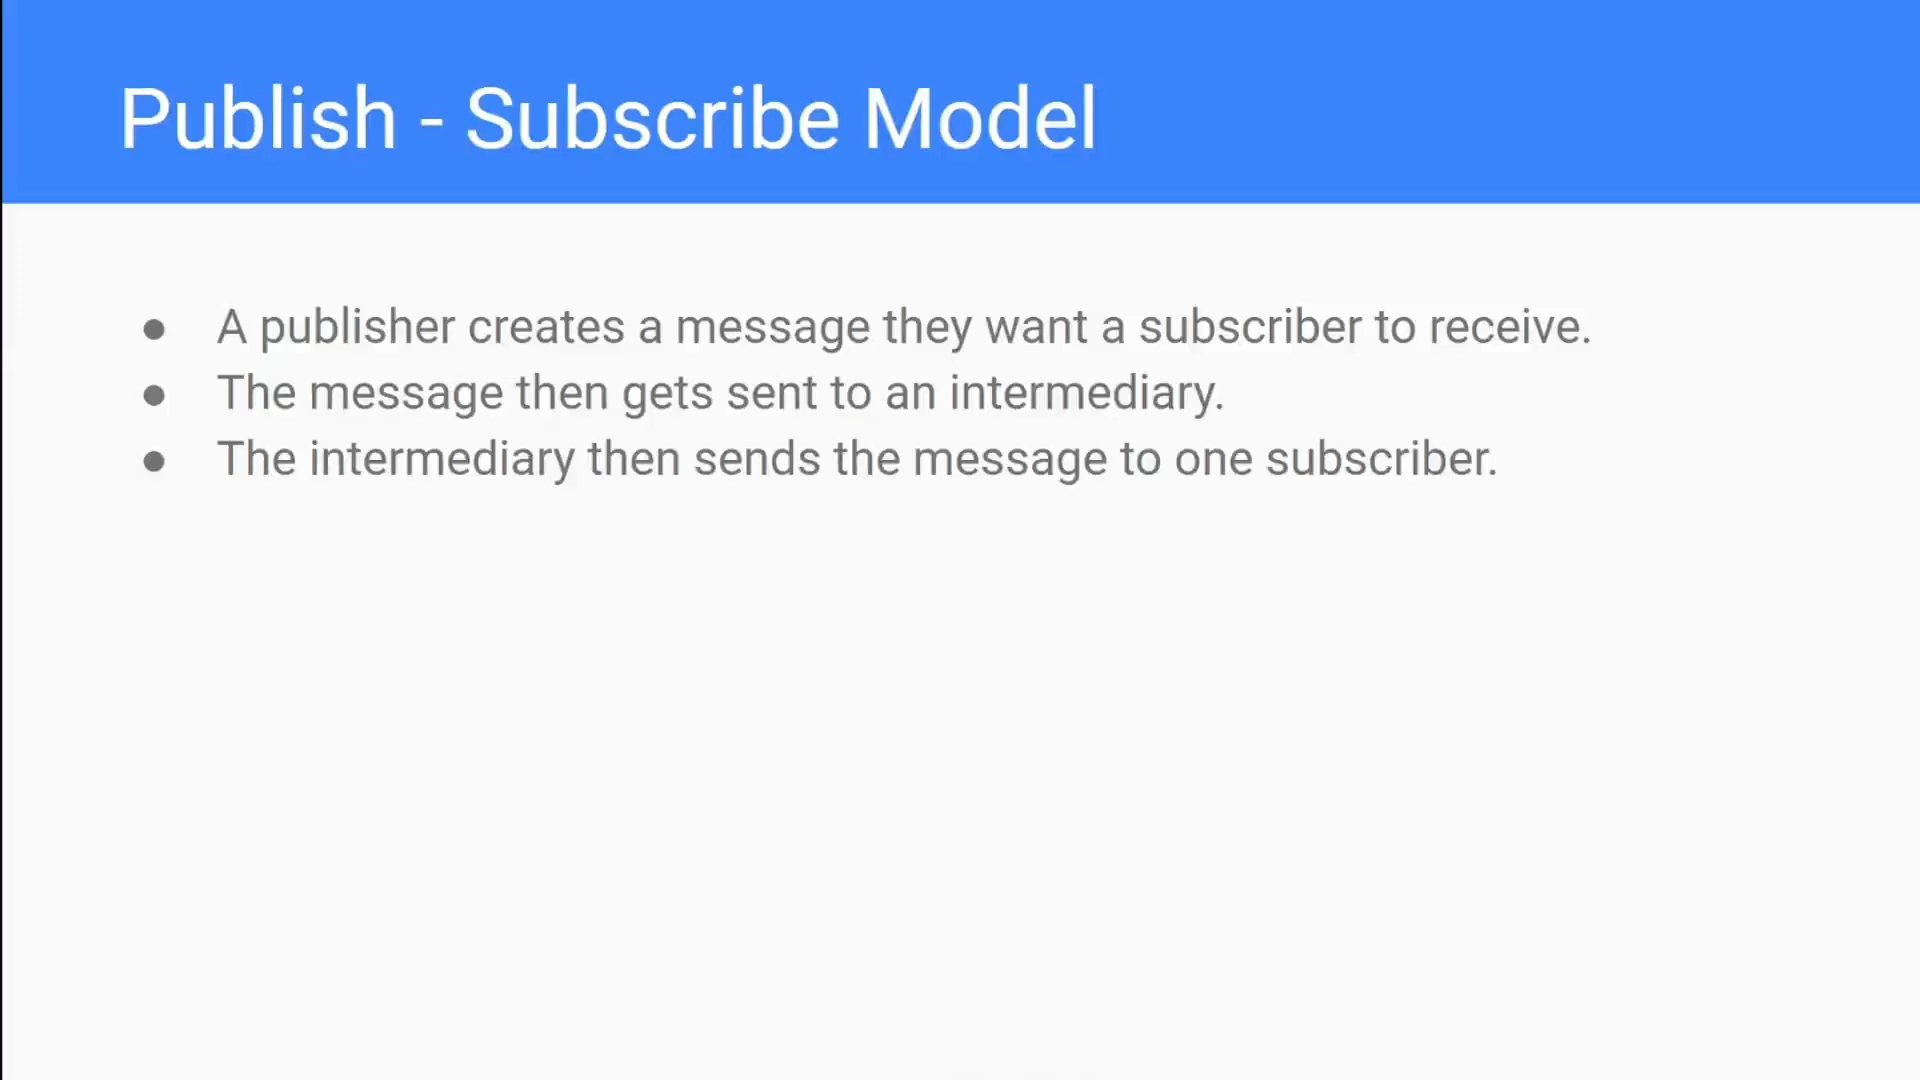 Publish - Subscribe Model
● A publisher creates a message they want a subscriber to receive.
● The message then gets sent to an intermediary.
● The intermediary then sends the message to one subscriber.